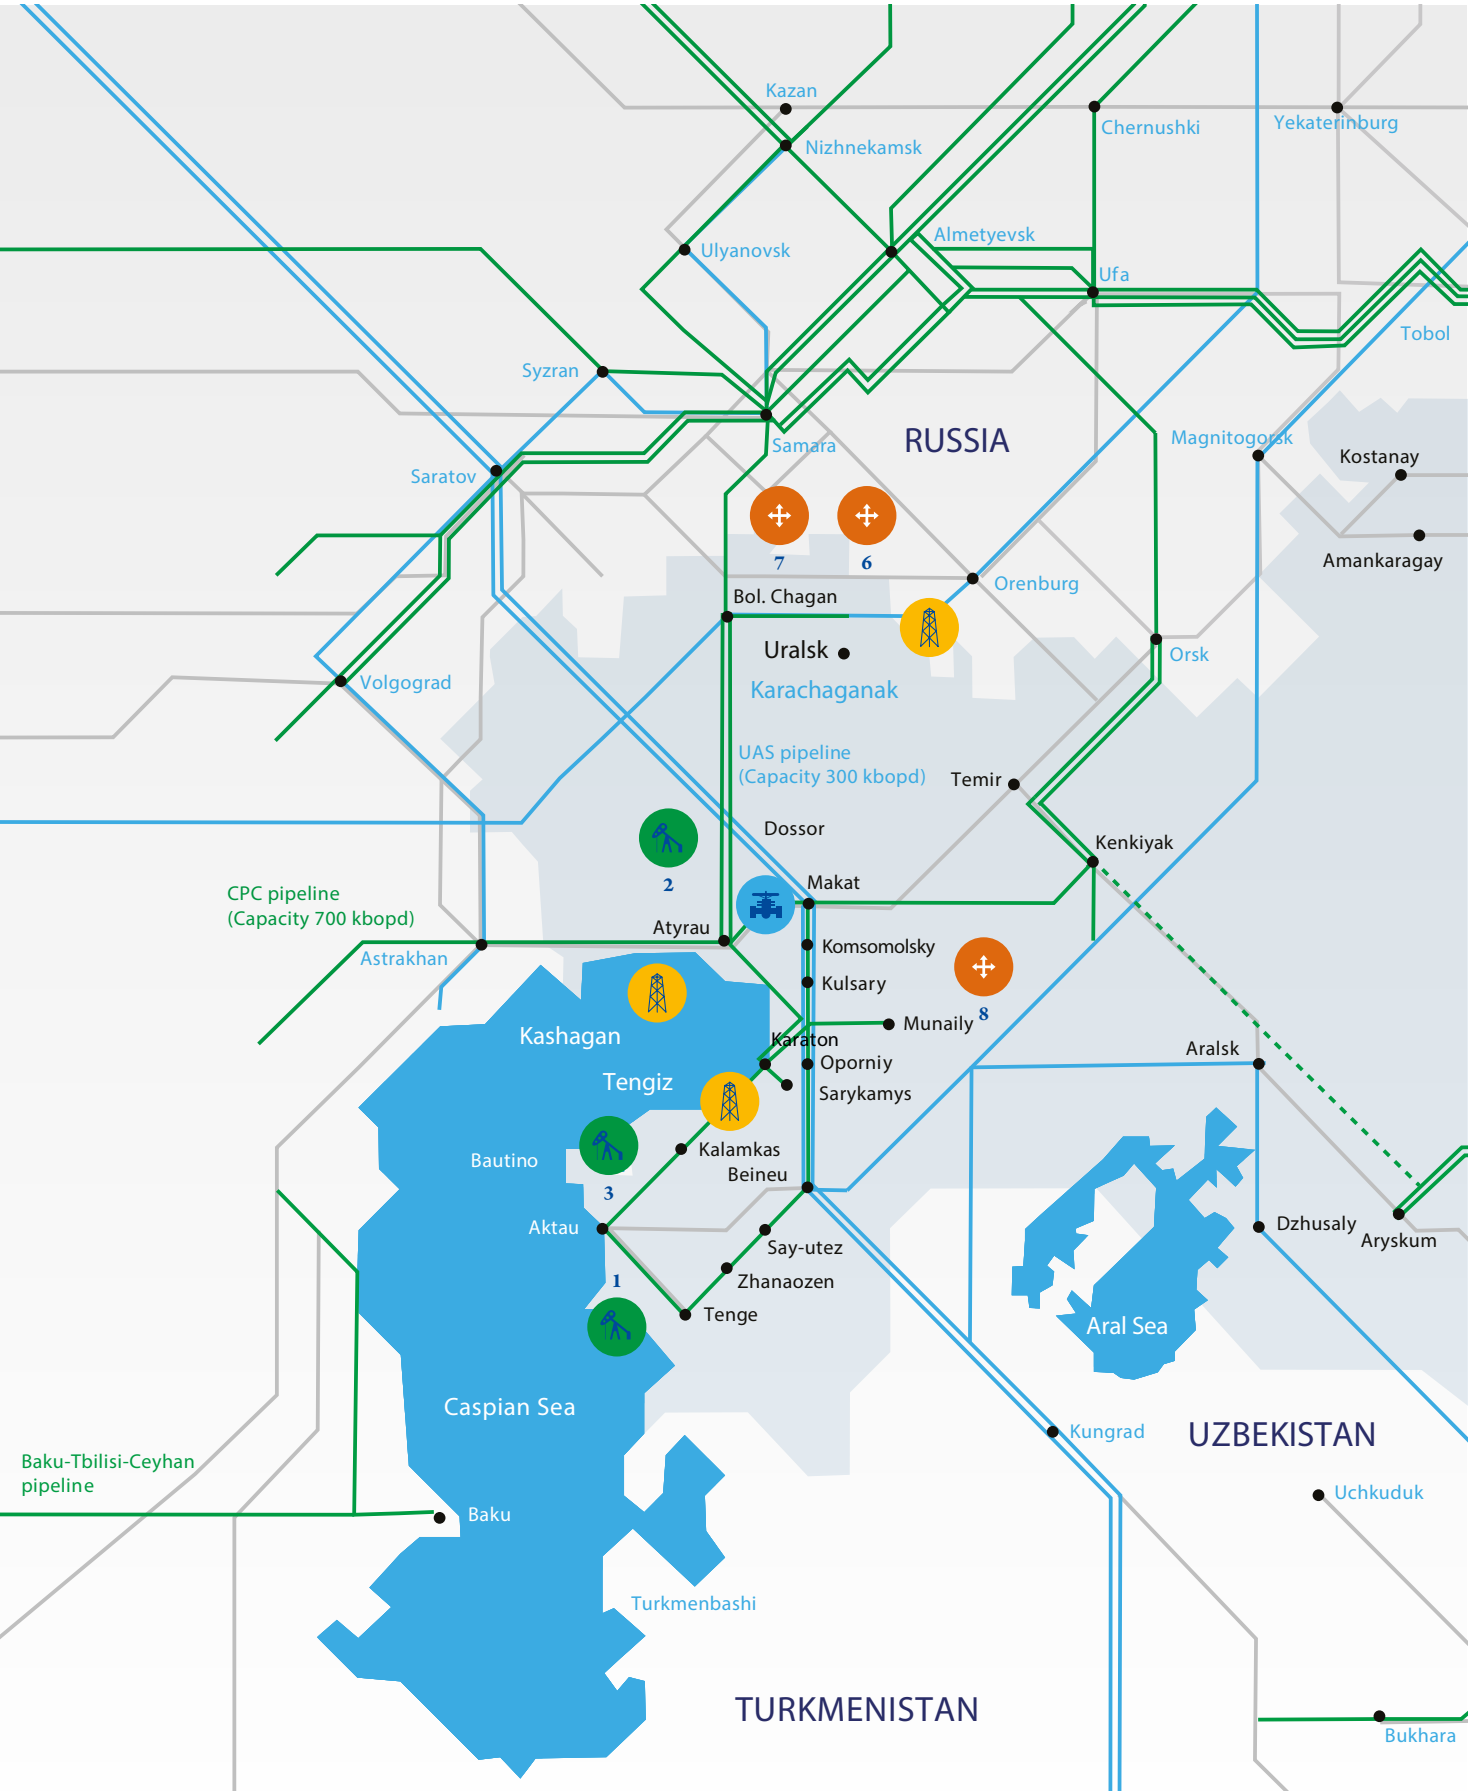 Kazan
Chernushki
Yekaterinburg
Nizhnekamsk
Almetyevsk
Ulyanovsk
Ufa
Tobol
Syzran
RUSSIA
Samara
Magnitogorsk
Kostanay
Saratov
7
6
Amankaragay
Orenburg
Bol. Chagan
Uralsk
Orsk
Volgograd
Karachaganak
UAS pipeline
(Capacity 300 kbopd)
Temir
Dossor
Kenkiyak
2
Makat
CPC pipeline
(Capacity 700 kbopd)
Atyrau
Komsomolsky
Astrakhan
Kulsary
8
Munaily
Kashagan
Karaton
Aralsk
Oporniy
Tengiz
Sarykamys
Kalamkas
Bautino
Beineu
3
Aktau
Dzhusaly
Aryskum
Say-utez
1
Zhanaozen
Tenge
Aral Sea
Caspian Sea
Kungrad
UZBEKISTAN
Baku-Tbilisi-Ceyhan
pipeline
Uchkuduk
Baku
Turkmenbashi
TURKMENISTAN
Bukhara